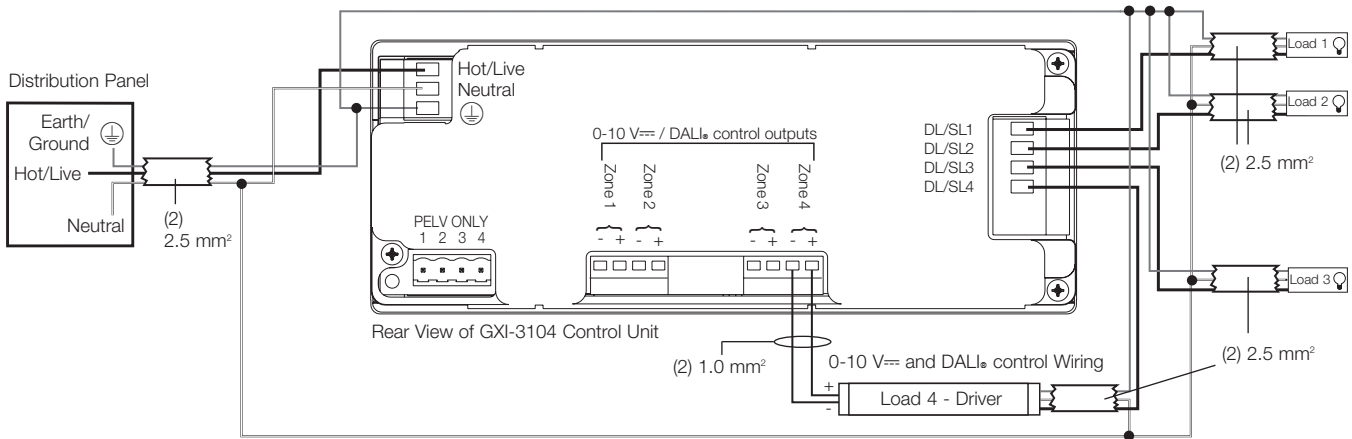 Distribution Panel
Earth/
Ground
Hot/Live
Neutral
(2)
2.5 mm²
Hot/Live
Neutral
0-10 V⎓ / DALI® control outputs
Zone 1
Zone 2
Zone 3
Zone 4
- + - +
- + - +
PELV ONLY
1 2 3 4
DL/SL1
DL/SL2
DL/SL3
DL/SL4
Load 1
Load 2
(2) 2.5 mm²
Load 3
(2) 2.5 mm²
Rear View of GXI-3104 Control Unit
(2) 1.0 mm²
0-10 V⎓ and DALI® control Wiring
+
-
Load 4 - Driver